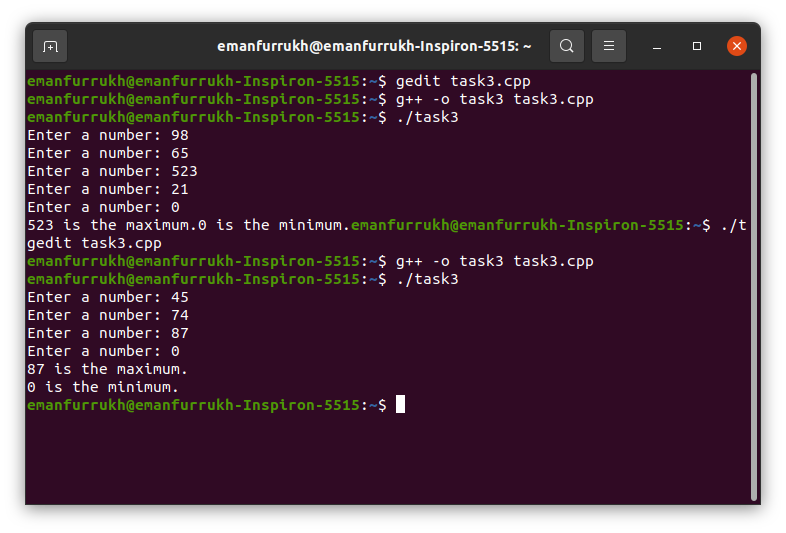 emanfurrukh@emanfurrukh-Inspiron-5515: ~
emanfurrukh@emanfurrukh-Inspiron-5515:~$ gedit task3.cpp
emanfurrukh@emanfurrukh-Inspiron-5515:~$ g++ -o task3 task3.cpp
emanfurrukh@emanfurrukh-Inspiron-5515:~$ ./task3
Enter a number: 98
Enter a number: 65
Enter a number: 523
Enter a number: 21
Enter a number: 0
523 is the maximum.0 is the minimum.emanfurrukh@emanfurrukh-Inspiron-5515:~$ ./t
gedit task3.cpp
emanfurrukh@emanfurrukh-Inspiron-5515:~$ g++ -o task3 task3.cpp
emanfurrukh@emanfurrukh-Inspiron-5515:~$ ./task3
Enter a number: 45
Enter a number: 74
Enter a number: 87
Enter a number: 0
87 is the maximum.
0 is the minimum.
emanfurrukh@emanfurrukh-Inspiron-5515:~$